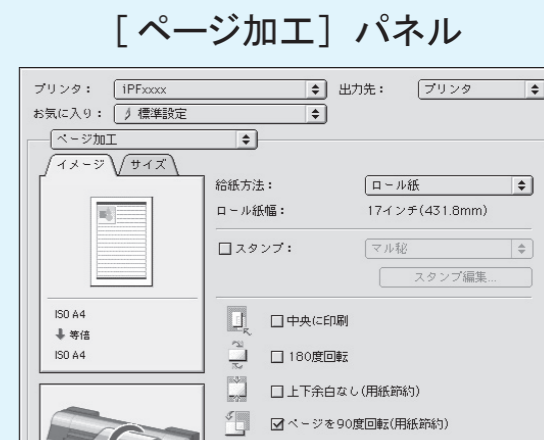 ［ページ加工］パネル
プリンタ： iPFxxxx 出力先： プリンタ
お気に入り： 標準設定
ページ加工
イメージ サイズ
給紙方法： ロール紙
ロール紙幅： 17インチ(431.8mm)
スタンプ： マル秘
スタンプ編集...
ISO A4
等倍
ISO A4
中央に印刷
180度回転
上下余白なし(用紙節約)
ページを90度回転(用紙節約)